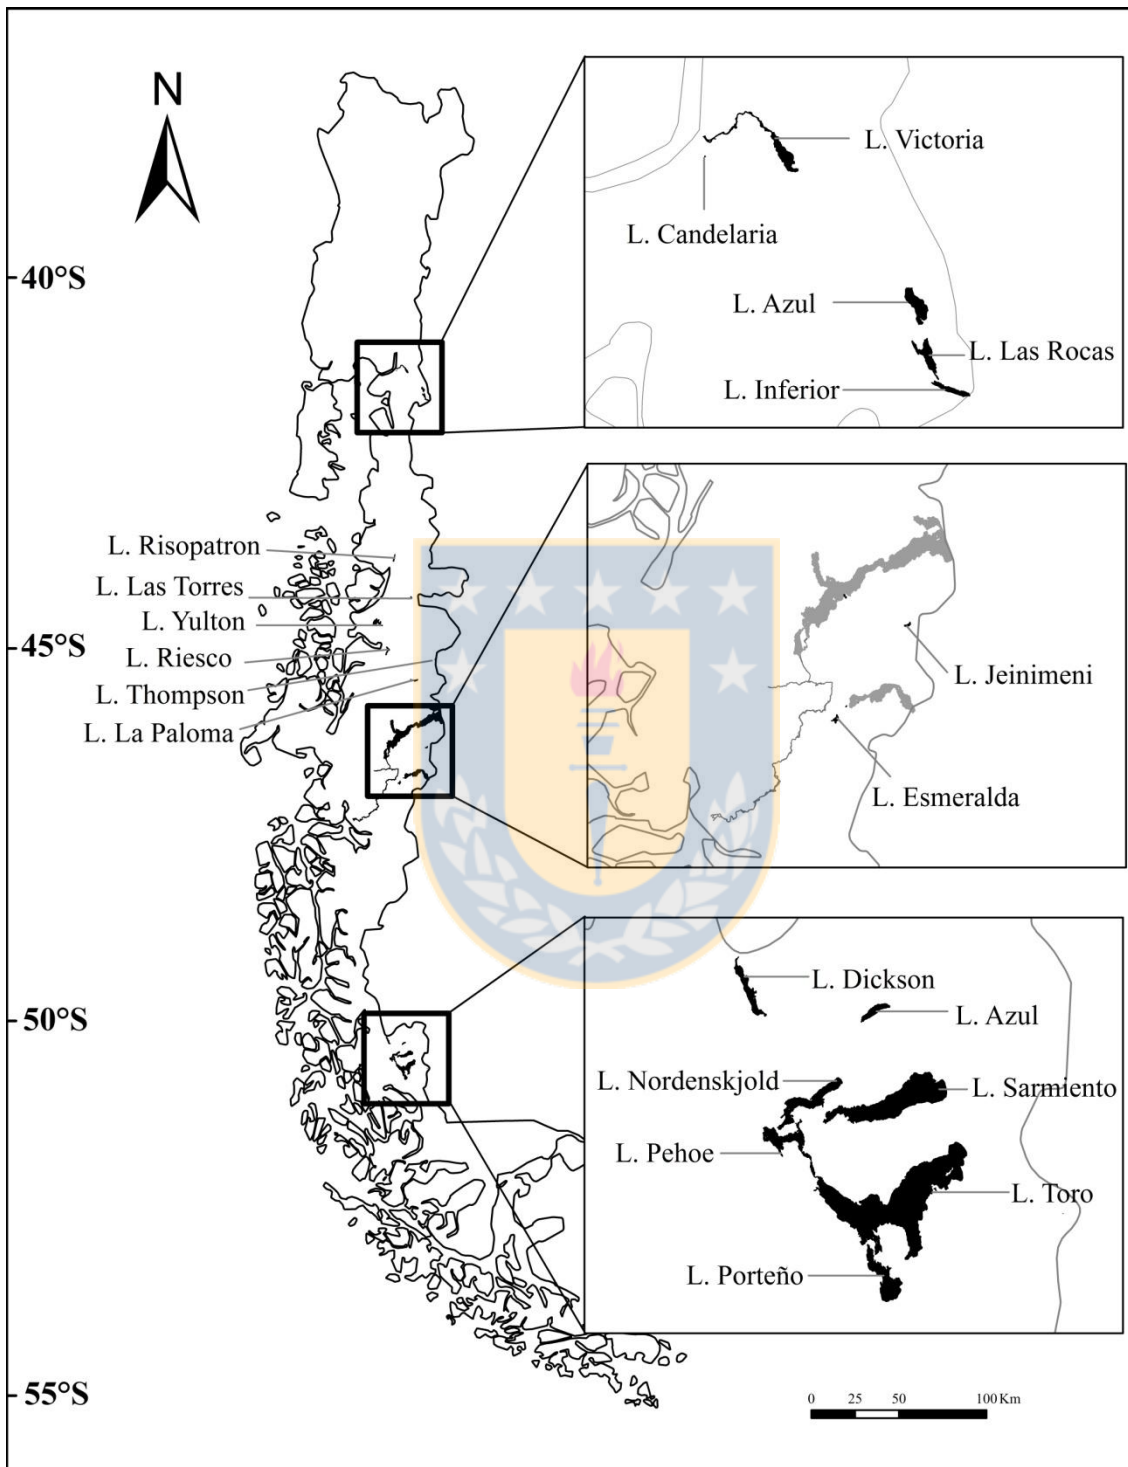 N
40°S
45°S
50°S
55°S
L. Risopatron
L. Las Torres
L. Yulton
L. Riesco
L. Thompson
L. La Paloma
L. Victoria
L. Candelaria
L. Azul
L. Las Rocas
L. Inferior
L. Jeinimeni
L. Esmeralda
L. Dickson
L. Azul
L. Nordenskjold
L. Sarmiento
L. Pehoe
L. Toro
L. Porteño
0 25 50 100 Km